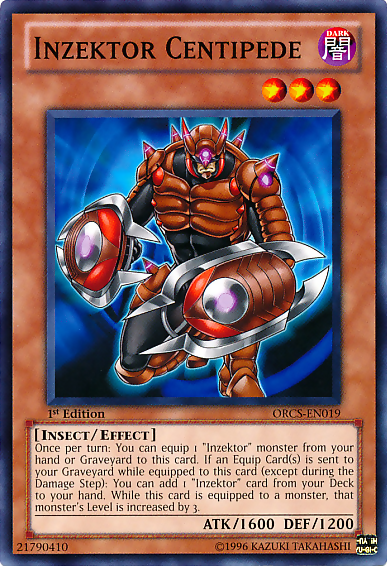 INZEKTOR CENTIPEDE
DARK
闇
1st Edition
ORCS-EN019
[INSECT/EFFECT]
Once per turn: You can equip 1 "Inzektor" monster from your
hand or Graveyard to this card. If an Equip Card(s) is sent to
your Graveyard while equipped to this card (except during the
Damage Step): You can add 1 "Inzektor" card from your Deck
to your hand. While this card is equipped to a monster, that
monster's Level is increased by 3.
ATK/1600 DEF/1200
21790410
©1996 KAZUKI TAKAHASHI